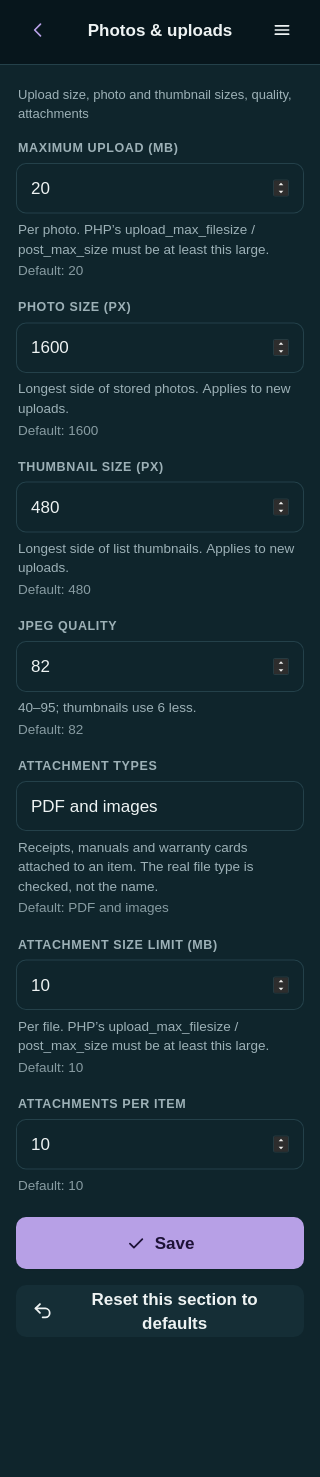 Photos & uploads
Upload size, photo and thumbnail sizes, quality,
attachments
MAXIMUM UPLOAD (MB)
20
Per photo. PHP's upload_max_filesize /
post_max_size must be at least this large.
Default: 20
PHOTO SIZE (PX)
1600
Longest side of stored photos. Applies to new
uploads.
Default: 1600
THUMBNAIL SIZE (PX)
480
Longest side of list thumbnails. Applies to new
uploads.
Default: 480
JPEG QUALITY
82
40–95; thumbnails use 6 less.
Default: 82
ATTACHMENT TYPES
PDF and images
Receipts, manuals and warranty cards
attached to an item. The real file type is
checked, not the name.
Default: PDF and images
ATTACHMENT SIZE LIMIT (MB)
10
Per file. PHP's upload_max_filesize /
post_max_size must be at least this large.
Default: 10
ATTACHMENTS PER ITEM
10
Default: 10
Save
Reset this section to
defaults